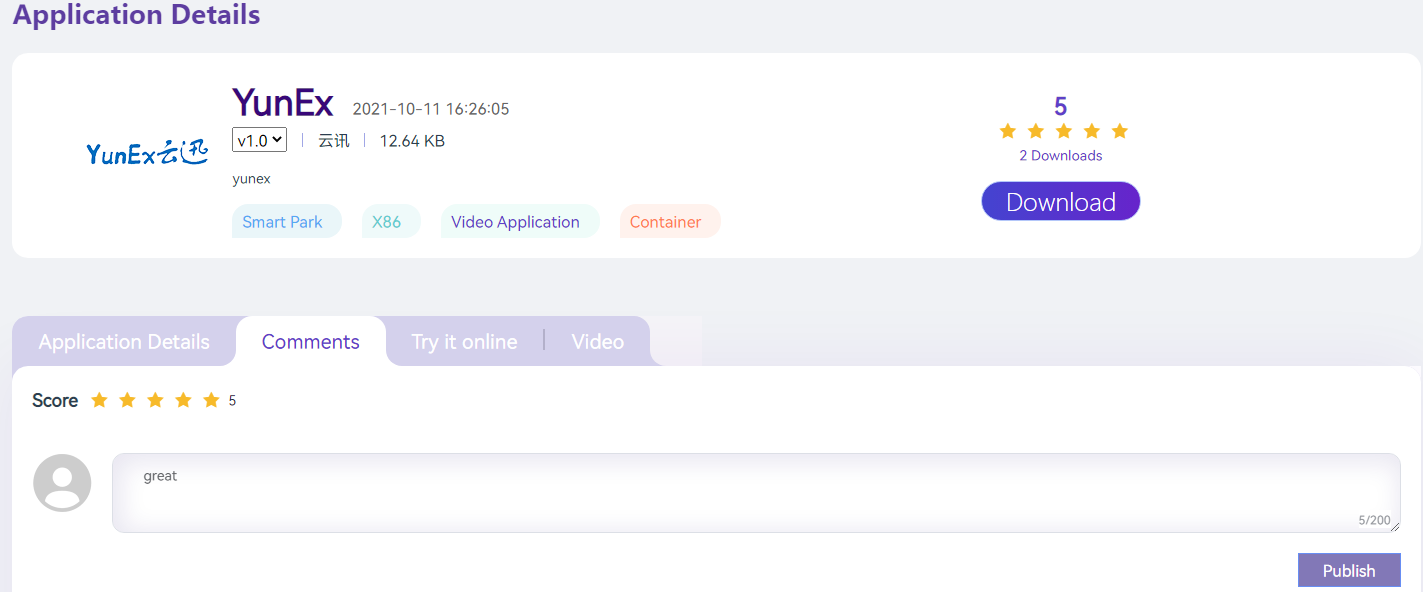 Application Details
YunEx 2021-10-11 16:26:05
YunEx云迅
v1.0 云讯 12.64 KB
yunex
Smart Park X86 Video Application Container
5
2 Downloads
Download
Application Details Comments Try it online Video
Score 5
great
5/200
Publish